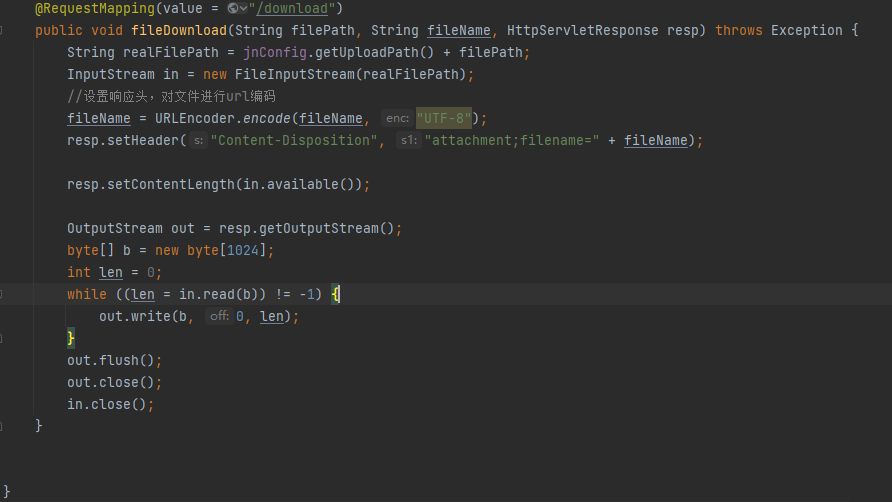 @RequestMapping(value = "/download")
public void fileDownload(String filePath, String fileName, HttpServletResponse resp) throws Exception {
String realFilePath = jnConfig.getUploadPath() + filePath;
InputStream in = new FileInputStream(realFilePath);
//设置响应头，对文件进行url编码
fileName = URLEncoder.encode(fileName, enc: "UTF-8");
resp.setHeader( s: "Content-Disposition", s1: "attachment;filename=" + fileName);
resp.setContentLength(in.available());
OutputStream out = resp.getOutputStream();
byte[] b = new byte[1024];
int len = 0;
while ((len = in.read(b)) != -1) {
out.write(b, off: 0, len);
}
out.flush();
out.close();
in.close();
}
}